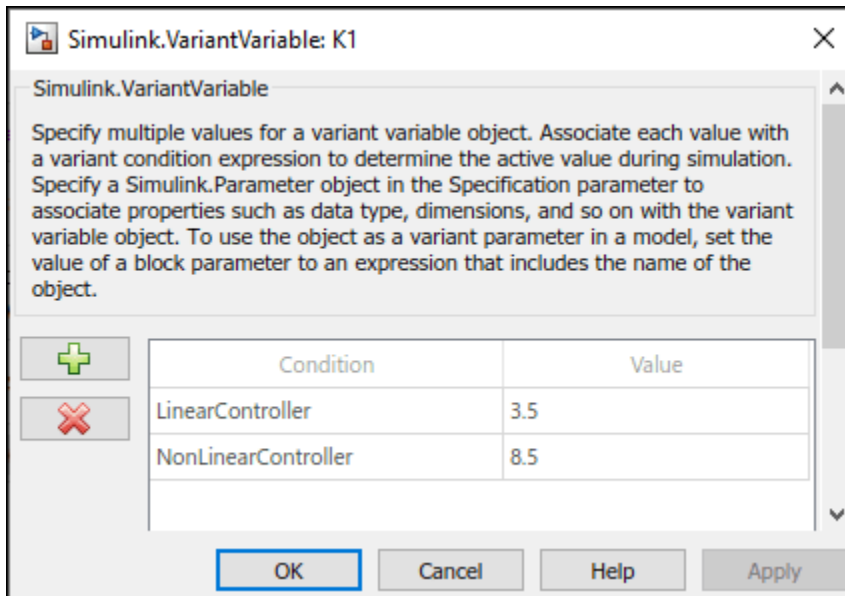 Simulink.VariantVariable: K1
Simulink.VariantVariable
Specify multiple values for a variant variable object. Associate each value with
a variant condition expression to determine the active value during simulation.
Specify a Simulink.Parameter object in the Specification parameter to
associate properties such as data type, dimensions, and so on with the variant
variable object. To use the object as a variant parameter in a model, set the
value of a block parameter to an expression that includes the name of the
object.
Condition Value
LinearController 3.5
NonLinearController 8.5
OK Cancel Help Apply